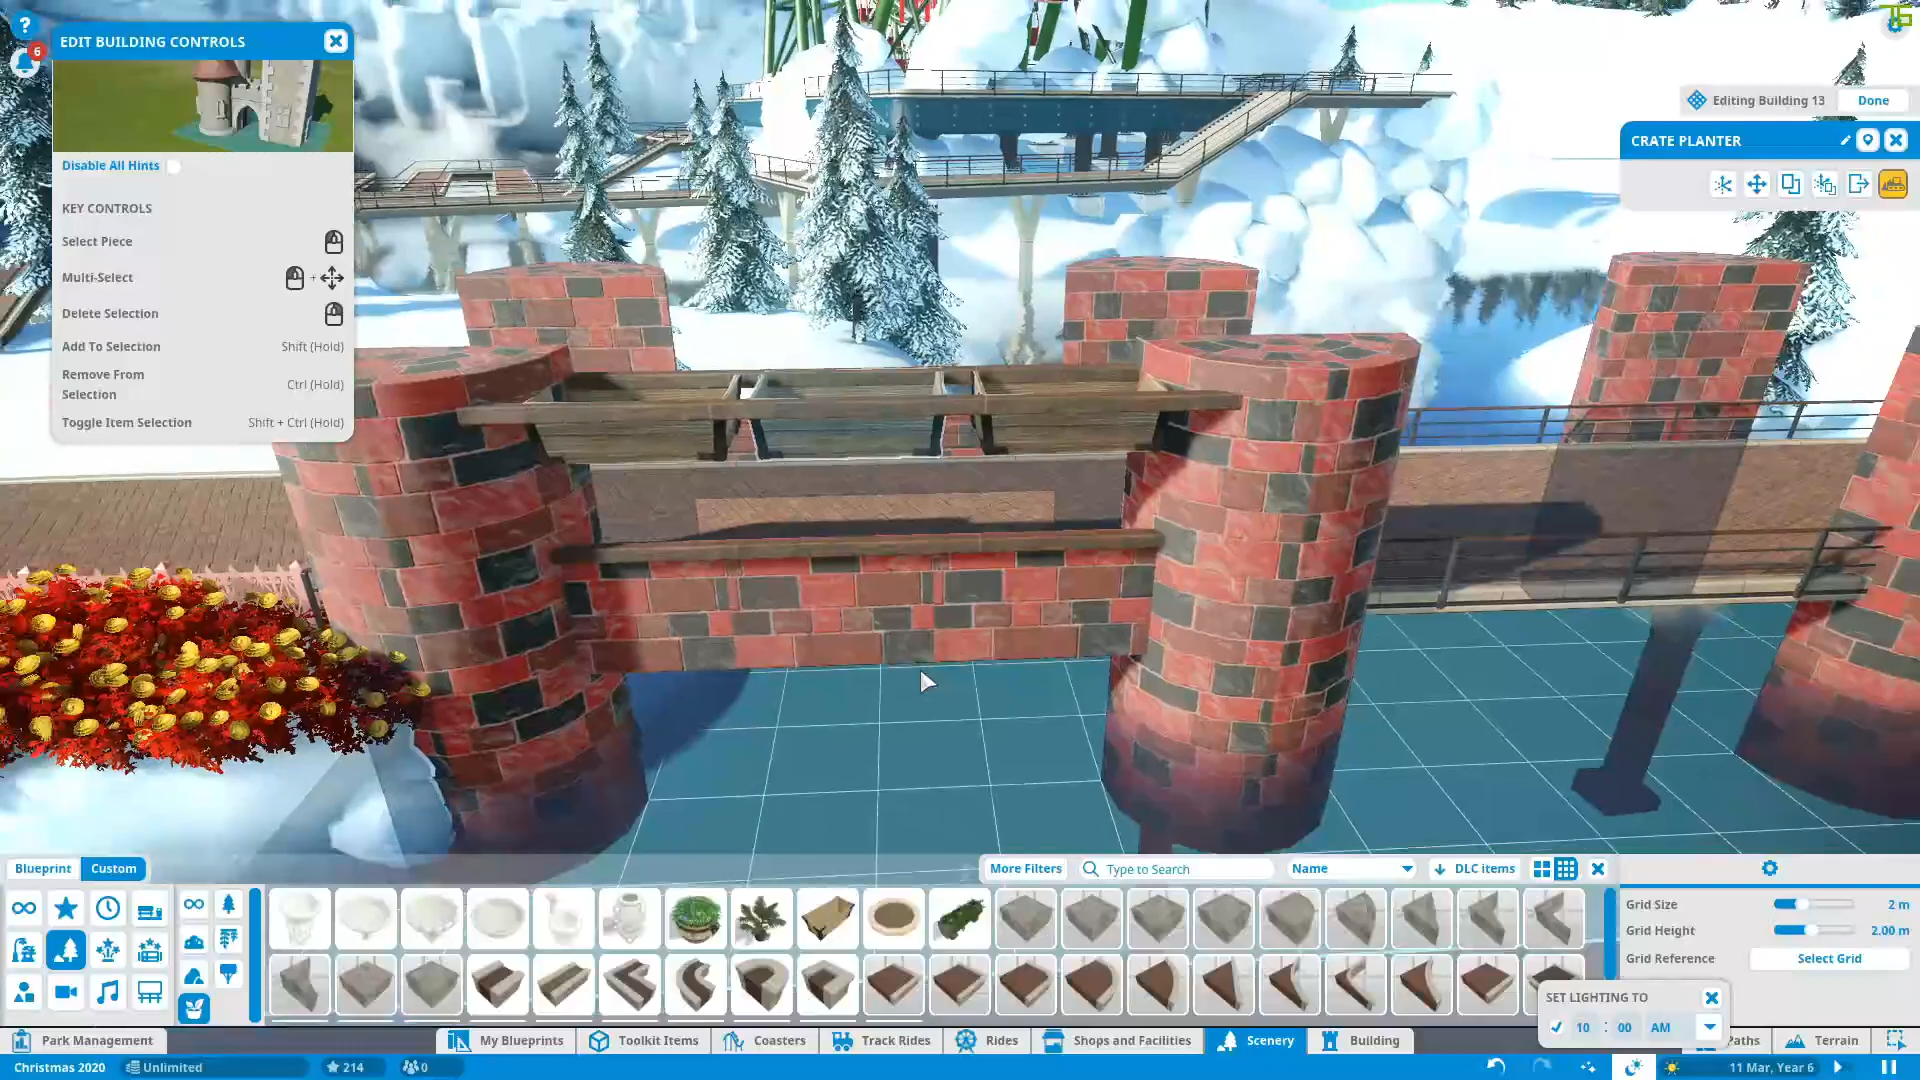 ?
6
EDIT BUILDING CONTROLS
Disable All Hints
KEY CONTROLS
Select Piece
Multi-Select
+
Delete Selection
Add To Selection Shift (Hold)
Remove From
Selection Ctrl (Hold)
Toggle Item Selection Shift + Ctrl (Hold)
Editing Building 13 Done
CRATE PLANTER
Blueprint Custom
More Filters Type to Search Name DLC items
Grid Size 2 m
Grid Height 2.00 m
Grid Reference Select Grid
SET LIGHTING TO
10 : 00 AM
Park Management My Blueprints Toolkit Items Coasters Track Rides Rides Shops and Facilities Scenery Building Paths Terrain
Christmas 2020 Unlimited 214 0 11 Mar, Year 6